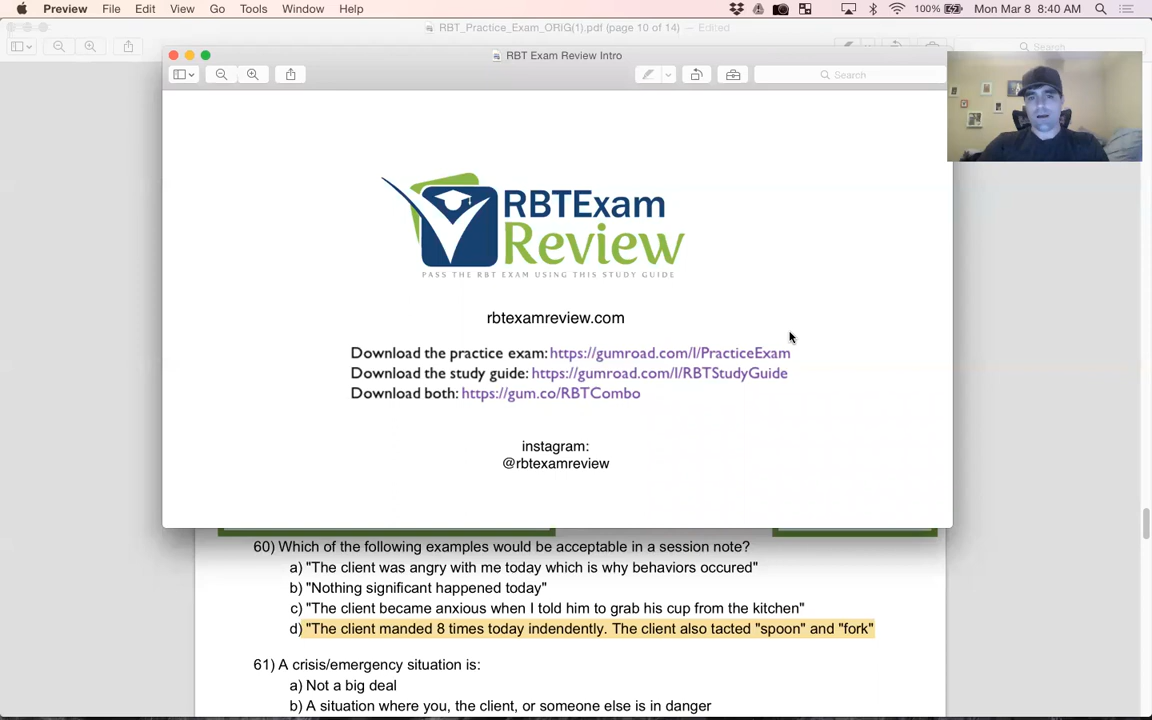 Preview File Edit View Go Tools Window Help 100% Mon Mar 8 8:40 AM
RBT_Practice_Exam_ORIG(1).pdf (page 10 of 14) — Edited
Search
RBT Exam Review Intro
Search
RBTExam
Review
PASS THE RBT EXAM USING THIS STUDY GUIDE
rbtexamreview.com
Download the practice exam: https://gumroad.com/l/PracticeExam
Download the study guide: https://gumroad.com/l/RBTStudyGuide
Download both: https://gum.co/RBTCombo
instagram:
@rbtexamreview
60) Which of the following examples would be acceptable in a session note?
a) "The client was angry with me today which is why behaviors occured"
b) "Nothing significant happened today"
c) "The client became anxious when I told him to grab his cup from the kitchen"
d) "The client manded 8 times today indendently. The client also tacted "spoon" and "fork"
61) A crisis/emergency situation is:
a) Not a big deal
b) A situation where you, the client, or someone else is in danger